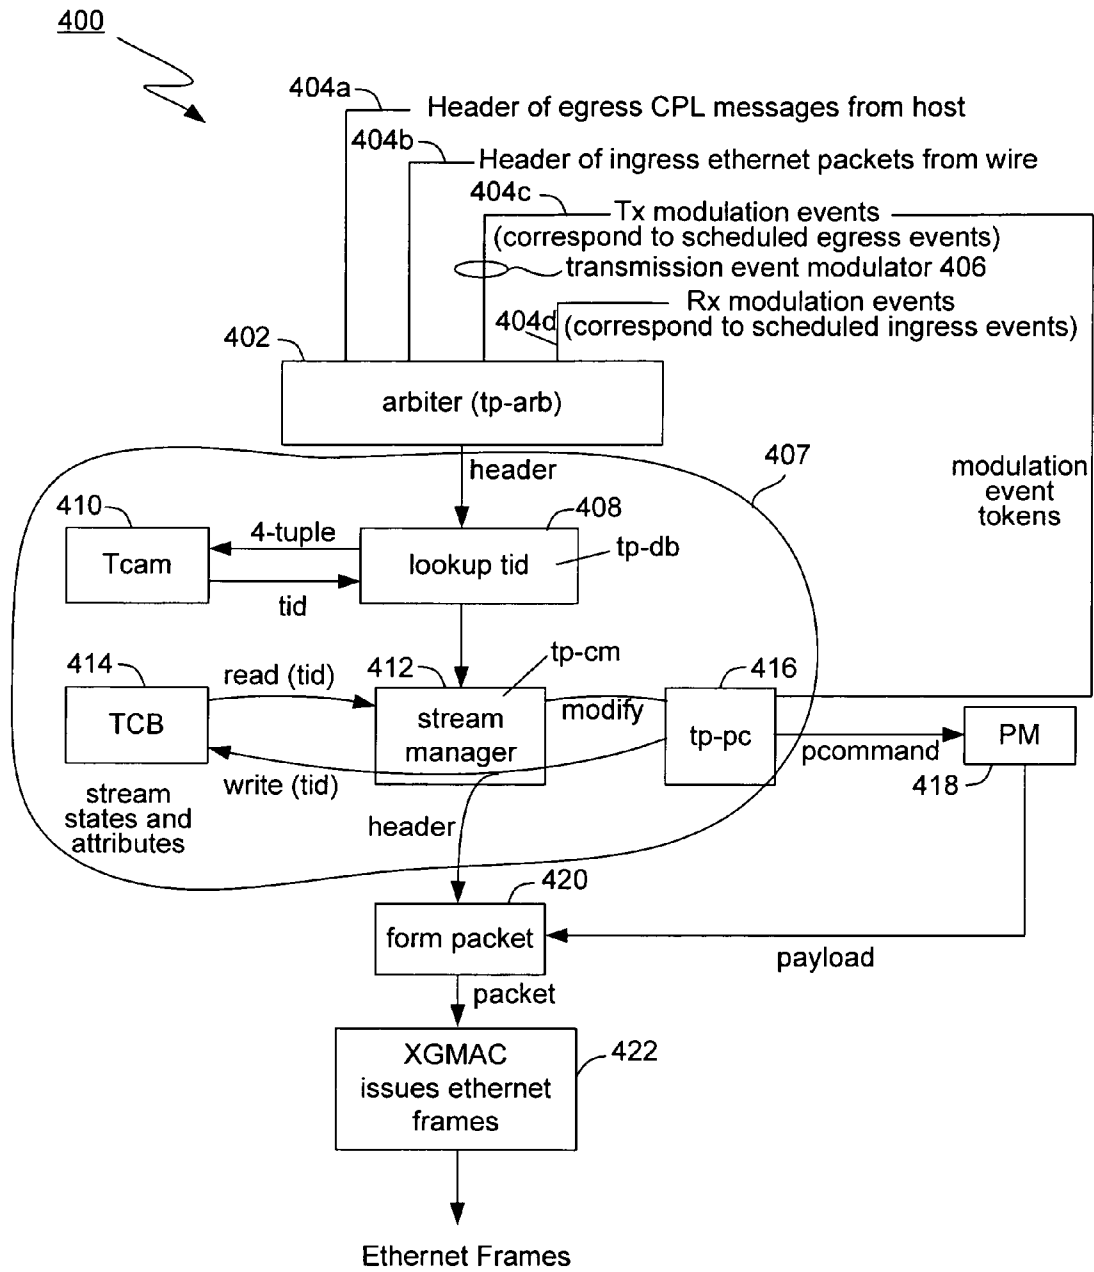 400
404a
Header of egress CPL messages from host
404b
Header of ingress ethernet packets from wire
404c
Tx modulation events
(correspond to scheduled egress events)
transmission event modulator 406
Rx modulation events
404d
(correspond to scheduled ingress events)
402
arbiter (tp-arb)
header
407
modulation
event
tokens
410
408
4-tuple
tp-db
Tcam
lookup tid
tid
414
412
tp-cm
416
read (tid)
TCB
stream
manager
modify
tp-pc
pcommand
PM
418
write (tid)
stream
states and
attributes
header
420
form packet
payload
packet
XGMAC
issues ethernet
frames
422
Ethernet Frames